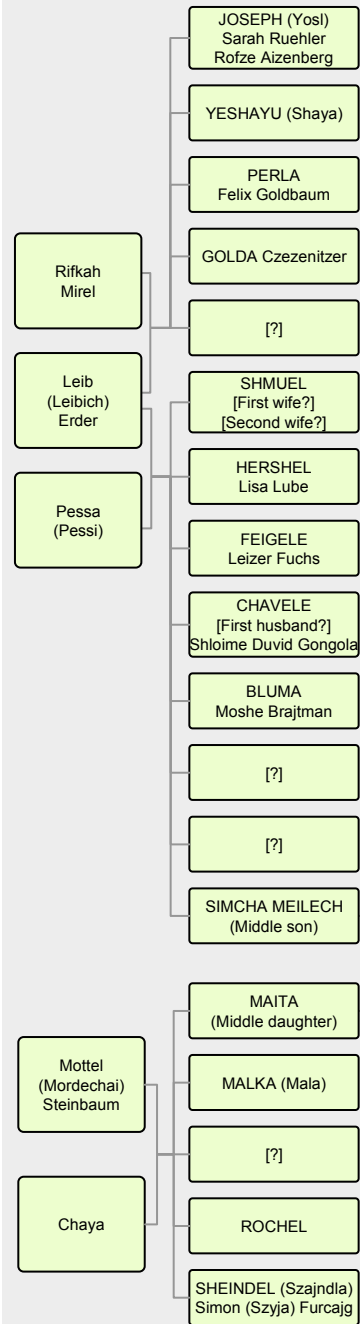 JOSEPH (Yosl)
Sarah Ruehler
Rofze Aizenberg
YESHAYU (Shaya)
PERLA
Felix Goldbaum
GOLDA Czezenitzer
[?]
Rifkah
Mirel
Leib
(Leibich)
Erder
Pessa
(Pessi)
SHMUEL
[First wife?]
[Second wife?]
HERSHEL
Lisa Lube
FEIGELE
Leizer Fuchs
CHAVELE
[First husband?]
Shloime Duvid Gongola
BLUMA
Moshe Brajtman
[?]
[?]
SIMCHA MEILECH
(Middle son)
Mottel
(Mordechai)
Steinbaum
Chaya
MAITA
(Middle daughter)
MALKA (Mala)
[?]
ROCHEL
SHEINDEL (Szajndla)
Simon (Szyja) Furcajg